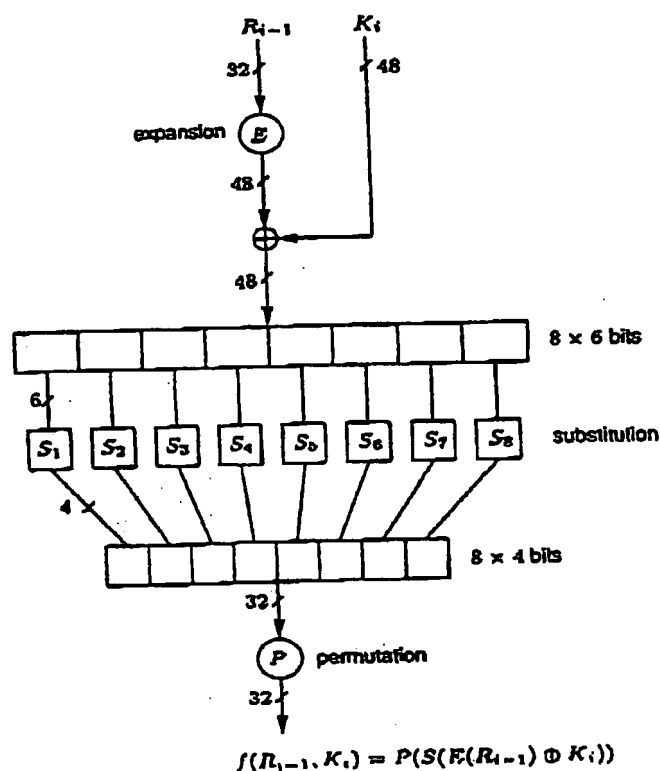 R_{i-1} K_i
32 48
expansion E
48
⊕
48
8 × 6 bits
6
S_1 S_2 S_3 S_4 S_5 S_6 S_7 S_8 substitution
4
8 × 4 bits
32
P permutation
32
f(R_{i-1}, K_i) = P(S(E(R_{i-1}) ⊕ K_i))